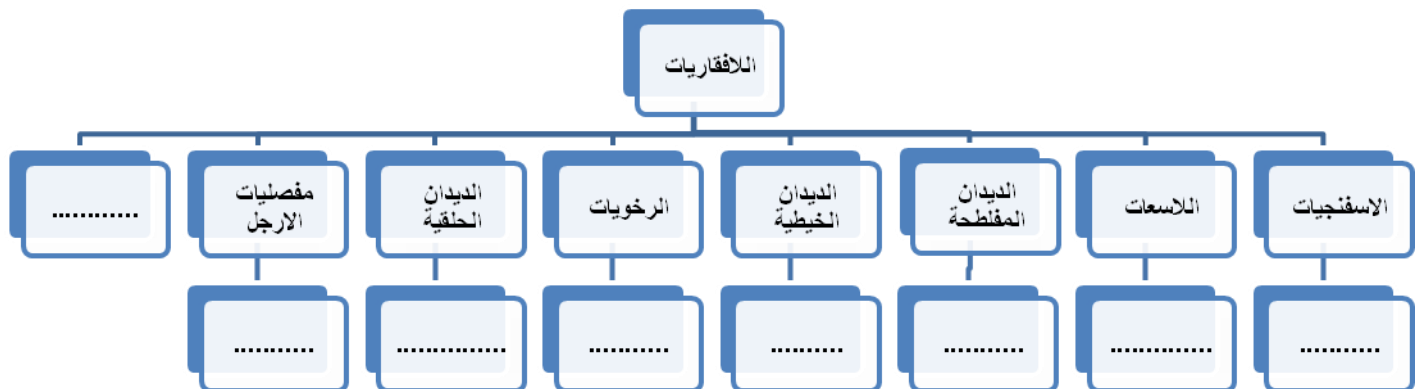 اللافقاريات
الاسفنجيات
اللاسعات
الديدان
المفلطحة
الديدان
الخيطية
الرخويات
الديدان
الحلقية
مفصليات
الارجل
............
...........
..............
...........
..........
...........
...............
...........